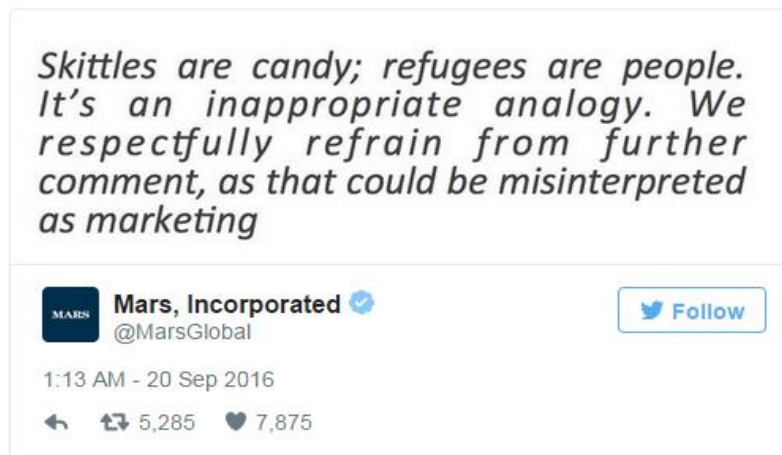 Skittles are candy; refugees are people.
It's an inappropriate analogy. We
respectfully refrain from further
comment, as that could be misinterpreted
as marketing
MARS
Mars, Incorporated
@MarsGlobal
Follow
1:13 AM - 20 Sep 2016
5,285 7,875